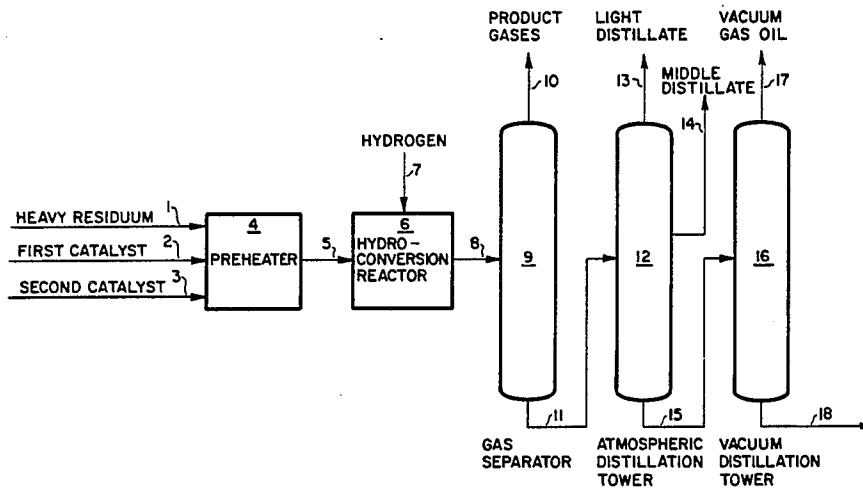 PRODUCT
GASES
LIGHT
DISTILLATE
VACUUM
GAS OIL
10
13
MIDDLE
DISTILLATE
17
14
HYDROGEN
7
HEAVY RESIDUUM
1
FIRST CATALYST
2
SECOND CATALYST
3
4
PREHEATER
5
6
HYDRO-
CONVERSION
REACTOR
8
9
12
16
11
15
18
GAS
SEPARATOR
ATMOSPHERIC
DISTILLATION
TOWER
VACUUM
DISTILLATION
TOWER